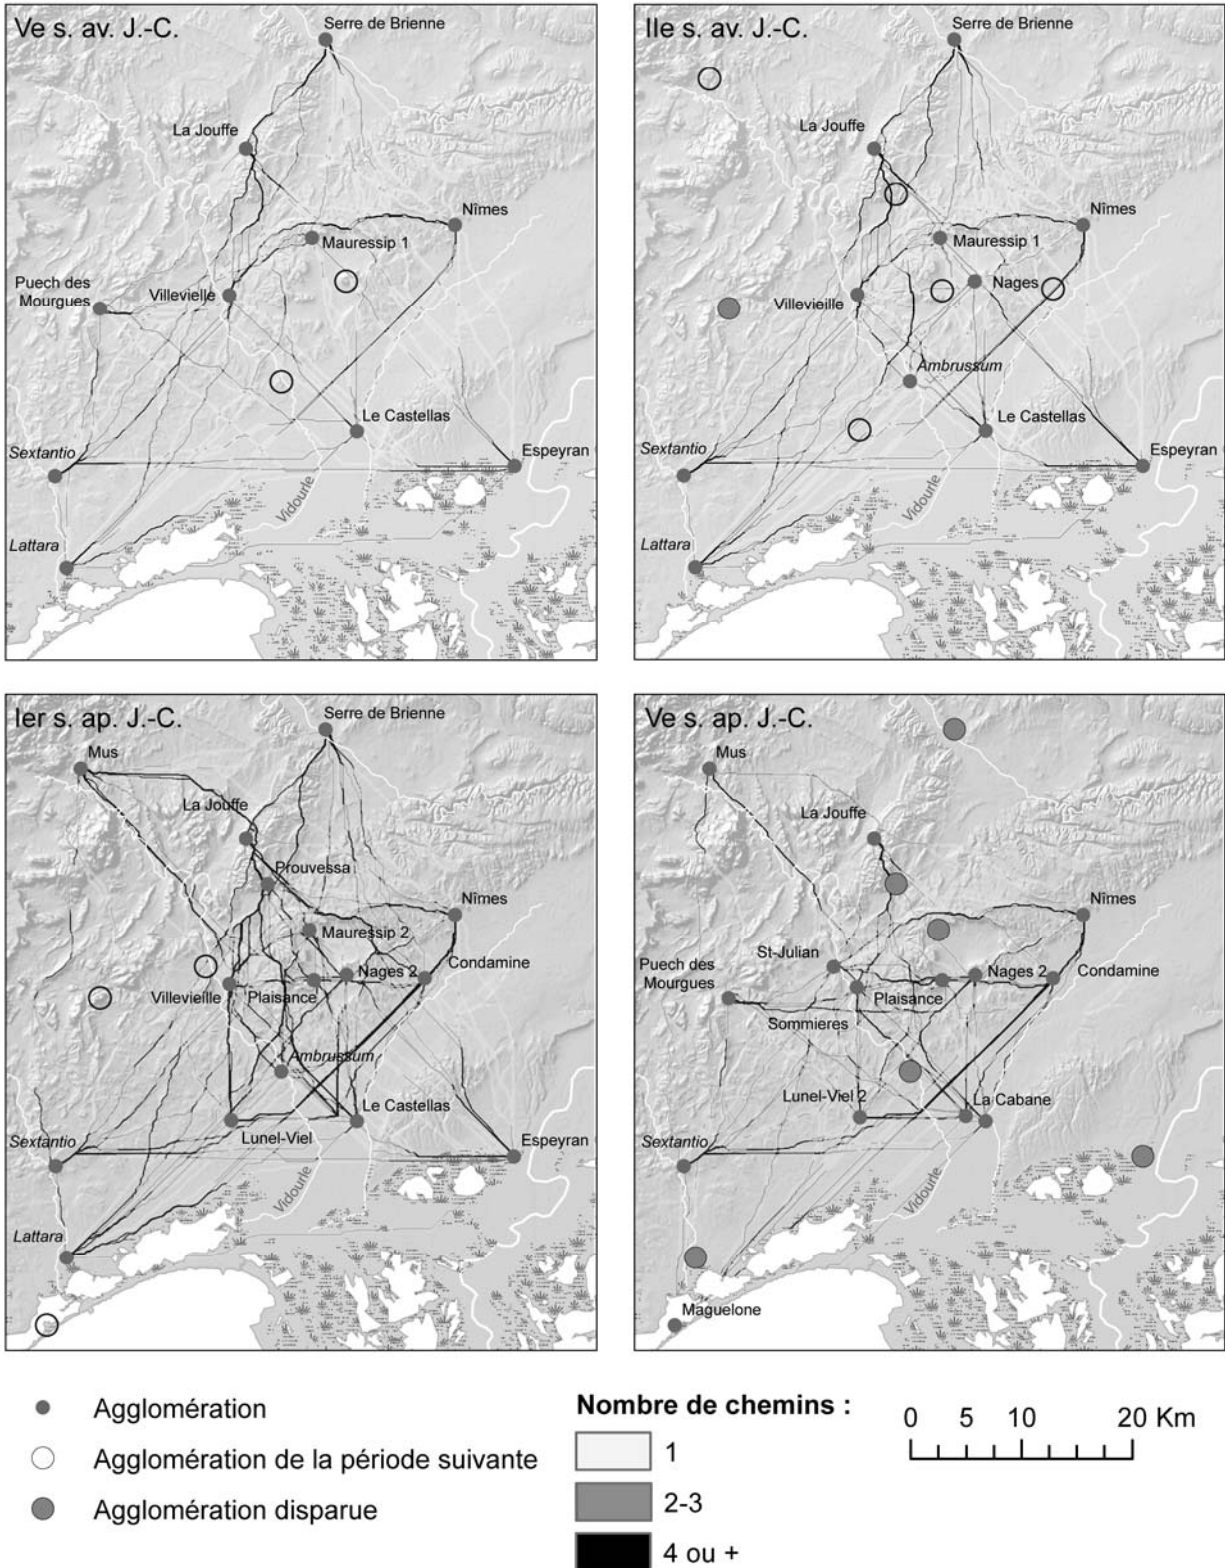 Ve s. av. J.-C.
Serre de Brienne
La Jouffe
Nîmes
Mauressip 1
Puech des
Mourgues
Villevielle
Le Castellas
Sextantio
Espeyran
Vidourle
Lattara
IIe s. av. J.-C.
Serre de Brienne
La Jouffe
Nîmes
Mauressip 1
Nages
Villevieille
Ambrussum
Le Castellas
Sextantio
Espeyran
Vidourle
Lattara
Ier s. ap. J.-C.
Serre de Brienne
Mus
La Jouffe
Prouvessa
Nîmes
Mauressip 2
Nages 2
Condamine
Villevieille
Plaisance
Ambrussum
Le Castellas
Lunel-Viel
Sextantio
Espeyran
Vidourle
Lattara
Ve s. ap. J.-C.
Mus
La Jouffe
Nîmes
St-Julian
Puech des
Mourgues
Nages 2
Condamine
Plaisance
Sommieres
Lunel-Viel 2
La Cabane
Sextantio
Vidourle
Maguelone
Agglomération
Agglomération de la période suivante
Agglomération disparue
Nombre de chemins :
1
2-3
4 ou +
0 5 10 20 Km